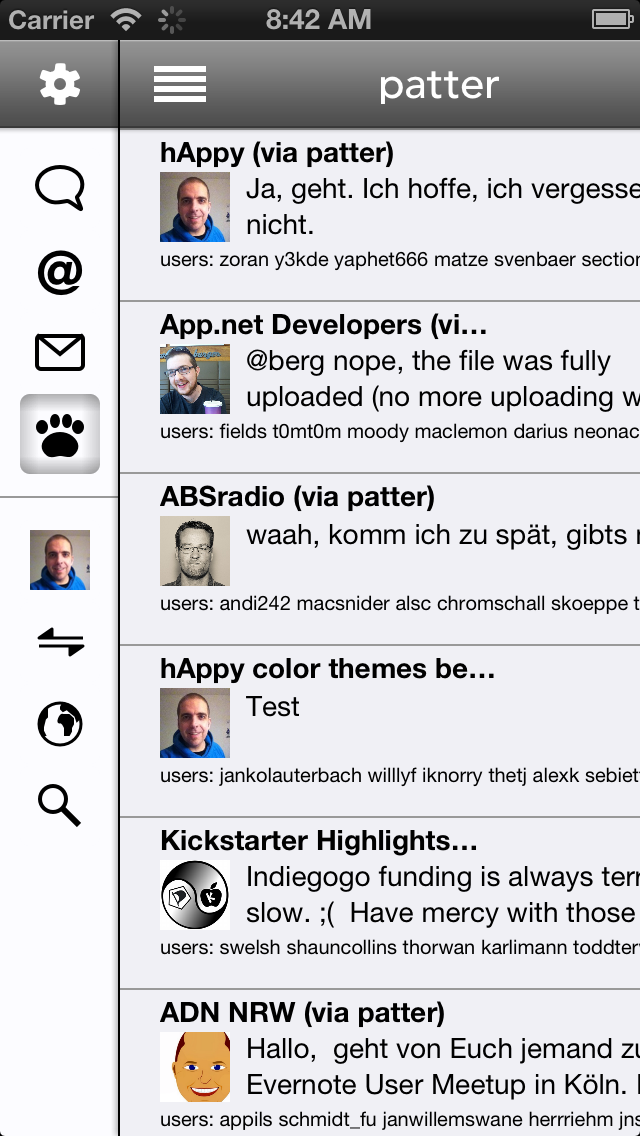 Carrier 8:42 AM
patter
hAppy (via patter)
Ja, geht. Ich hoffe, ich vergesse
nicht.
users: zoran y3kde yaphet666 matze svenbaer section
App.net Developers (vi...
@berg nope, the file was fully
uploaded (no more uploading w
users: fields t0mt0m moody maclemon darius neonac
ABSradio (via patter)
waah, komm ich zu spät, gibts
users: andi242 macsnider alsc chromschall skoeppe t
hAppy color themes be...
Test
users: jankolauterbach willlyf iknorry thetj alexk sebiet
Kickstarter Highlights...
Indiegogo funding is always terr
slow. ;( Have mercy with those
users: swelsh shauncollins thorwan karlimann toddter
ADN NRW (via patter)
Hallo, geht von Euch jemand zu
Evernote User Meetup in Köln.
users: appils schmidt_fu janwillemswane herrriehm jns